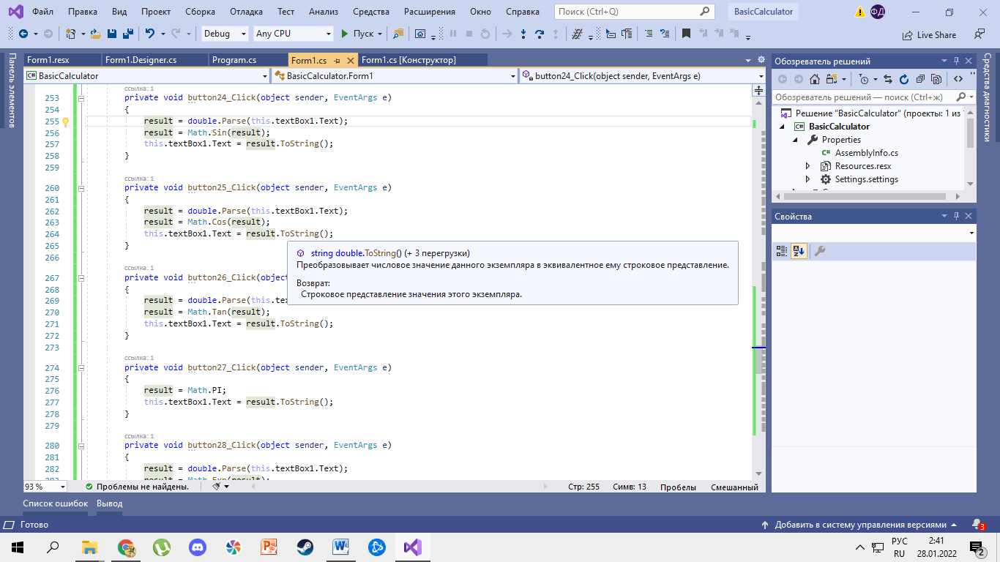 Файл Правка Вид Проект Сборка Отладка Тест Анализ Средства Расширения Окно Справка Поиск (Ctrl+Q) BasicCalculator ФД
Debug Any CPU Пуск Live Share
Панель элементов
Form1.resx Form1.Designer.cs Program.cs Form1.cs Form1.cs [Конструктор]
BasicCalculator BasicCalculator.Form1 button24_Click(object sender, EventArgs e)
ссылка: 1
253 private void button24_Click(object sender, EventArgs e)
254 {
255 result = double.Parse(this.textBox1.Text);
256 result = Math.Sin(result);
257 this.textBox1.Text = result.ToString();
258 }
259
ссылка: 1
260 private void button25_Click(object sender, EventArgs e)
261 {
262 result = double.Parse(this.textBox1.Text);
263 result = Math.Cos(result);
264 this.textBox1.Text = result.ToString();
265 }
266
string double.ToString() (+ 3 перегрузки)
Преобразовывает числовое значение данного экземпляра в эквивалентное ему строковое представление.
Возврат:
Строковое представление значения этого экземпляра.
ссылка: 1
267 private void button26_Click(objec
268 {
269 result = double.Parse(this.te
270 result = Math.Tan(result);
271 this.textBox1.Text = result.ToString();
272 }
273
ссылка: 1
274 private void button27_Click(object sender, EventArgs e)
275 {
276 result = Math.PI;
277 this.textBox1.Text = result.ToString();
278 }
279
ссылка: 1
280 private void button28_Click(object sender, EventArgs e)
281 {
282 result = double.Parse(this.textBox1.Text);
283 result = Math.Exp(result);
93 % Проблемы не найдены. Стр: 255 Симв: 13 Пробелы Смешанный
Обозреватель решений
Обозреватель решений — поиск (Ctrl+ж)
Решение "BasicCalculator" (проекты: 1 из
BasicCalculator
Properties
AssemblyInfo.cs
Resources.resx
Settings.settings
Свойства
Средства диагностики
Список ошибок Вывод
Готово Добавить в систему управления версиями 3
РУС
RU
2:41
28.01.2022
2